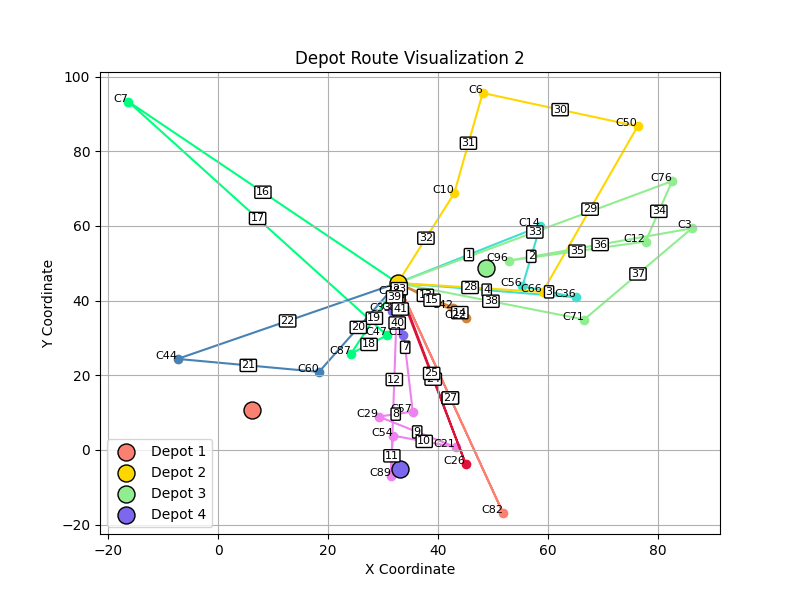 Depot Route Visualization 2
Y Coordinate
100
80
60
40
20
0
−20
−20
0
20
40
60
80
X Coordinate
C7
C6
C50
C10
C76
C14
C3
C96
C12
C56
C66
C36
C71
C44
C60
C87
C47
C29
C57
C54
C21
C89
C26
C82
16
17
30
31
32
29
34
33
1
2
35
36
37
28
4
3
38
15
39
41
40
19
20
18
22
21
7
12
25
27
8
9
10
11
Depot 1
Depot 2
Depot 3
Depot 4